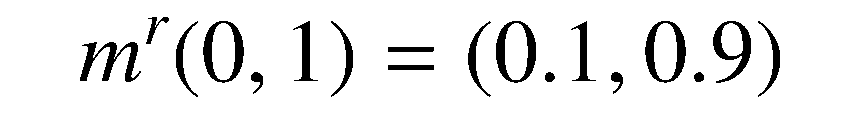 m^r(0, 1) = (0.1, 0.9)